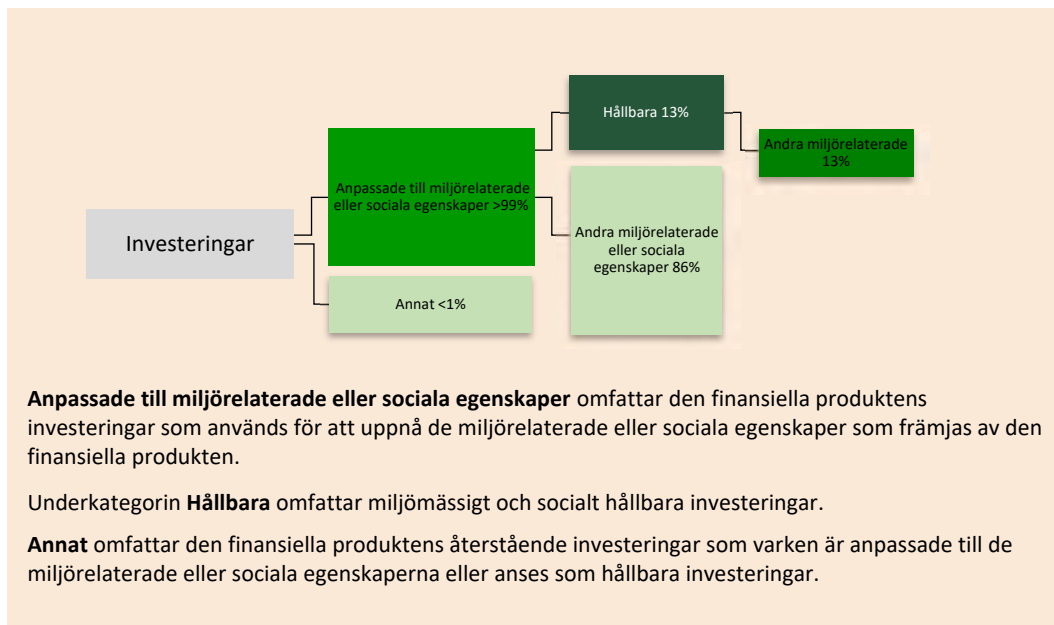 Hållbara 13%
Andra miljörelaterade
13%
Anpassade till miljörelaterade
eller sociala egenskaper >99%
Investeringar
Andra miljörelaterade
eller sociala
egenskaper 86%
Annat <1%
Anpassade till miljörelaterade eller sociala egenskaper omfattar den finansiella produktens
investeringar som används för att uppnå de miljörelaterade eller sociala egenskaper som främjas av den
finansiella produkten.
Underkategorin Hållbara omfattar miljömässigt och socialt hållbara investeringar.
Annat omfattar den finansiella produktens återstående investeringar som varken är anpassade till de
miljörelaterade eller sociala egenskaperna eller anses som hållbara investeringar.